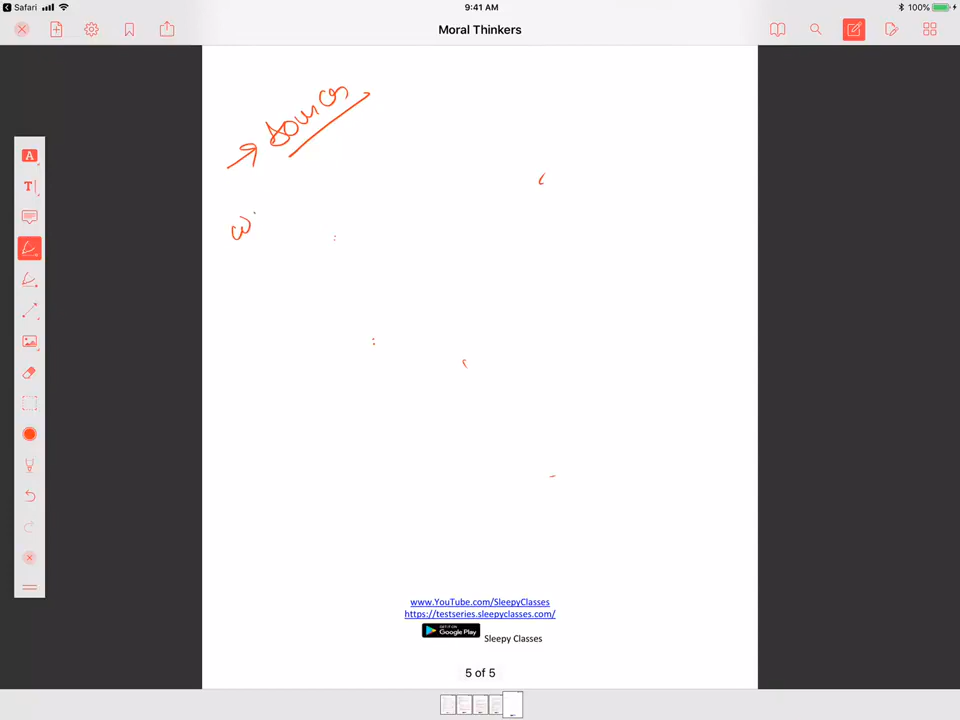 Safari
9:41 AM
100%
Moral Thinkers
A
T
→ Sources
www.YouTube.com/SleepyClasses
https://testseries.sleepyclasses.com/
GET IT ON
Google Play
Sleepy Classes
5 of 5